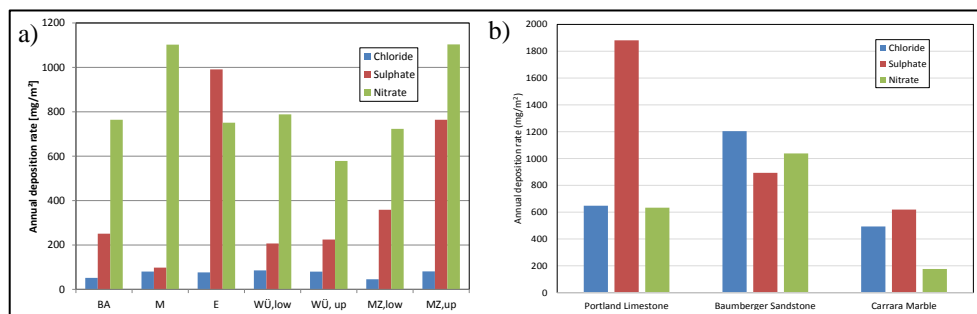 a)
Annual deposition rate [mg/m²]
1200
1000
800
600
400
200
0
Chloride
Sulphate
Nitrate
BA M E WÜ,low WÜ, up MZ,low MZ,up
b)
Annual deposition rate (mg/m²)
2000
1800
1600
1400
1200
1000
800
600
400
200
0
Chloride
Sulphate
Nitrate
Portland Limestone Baumberger Sandstone Carrara Marble